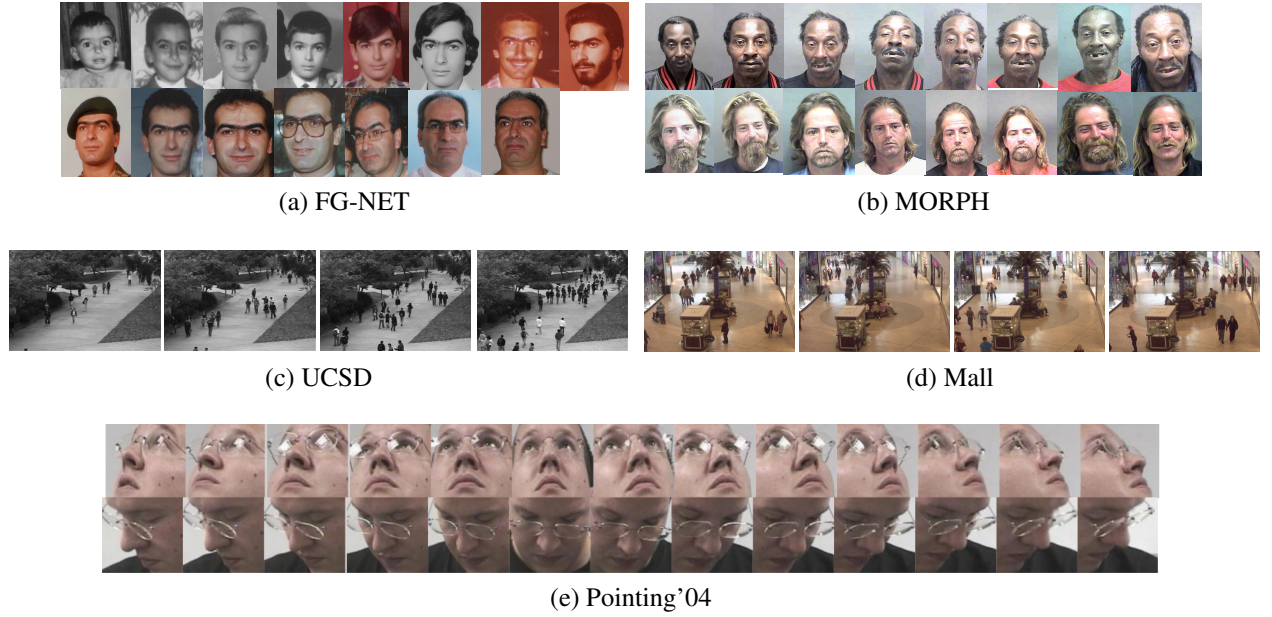 (a) FG-NET
(b) MORPH
(c) UCSD
(d) Mall
(e) Pointing’04